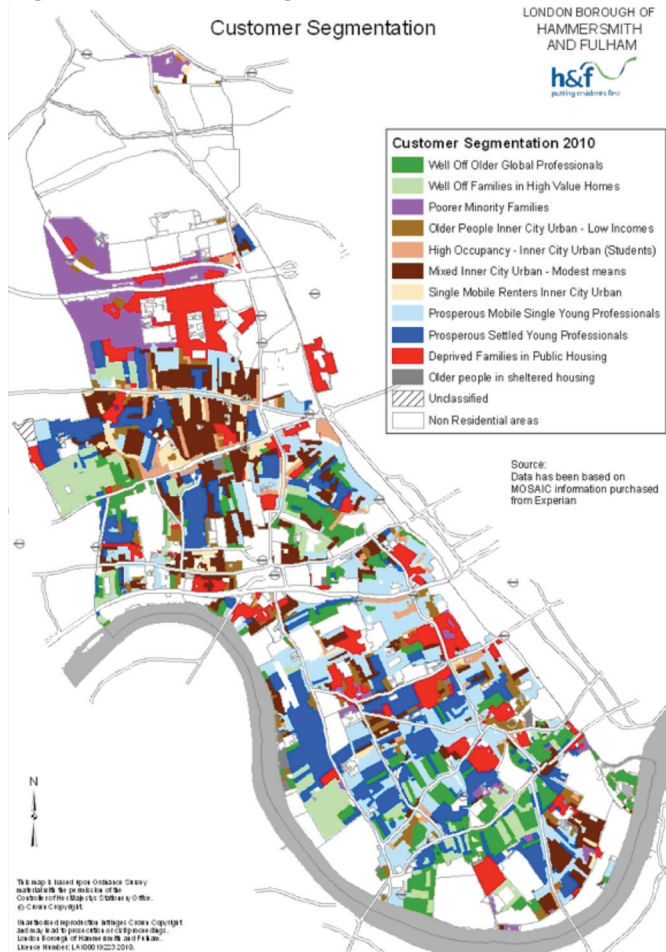 Customer Segmentation
LONDON BOROUGH OF
HAMMERSMITH
AND FULHAM
h&f
putting residents first
Customer Segmentation 2010
Well Off Older Global Professionals
Well Off Families in High Value Homes
Poorer Minority Families
Older People Inner City Urban - Low Incomes
High Occupancy - Inner City Urban (Students)
Mixed Inner City Urban - Modest means
Single Mobile Renters Inner City Urban
Prosperous Mobile Single Young Professionals
Prosperous Settled Young Professionals
Deprived Families in Public Housing
Older people in sheltered housing
Unclassified
Non Residential areas
Source:
Data has been based on
MOSAIC information purchased
from Experian
N
This map is based upon Ordnance Survey
material with the permission of the
Controller of Her Majestys Stationery Office.
© Crown Copyright.
Unauthorised reproduction infringes Crown Copyright
and may lead to prosecution or civil proceedings.
London Borough of Hammersmith and Fulham.
Licence Number: LA100019223 2010.